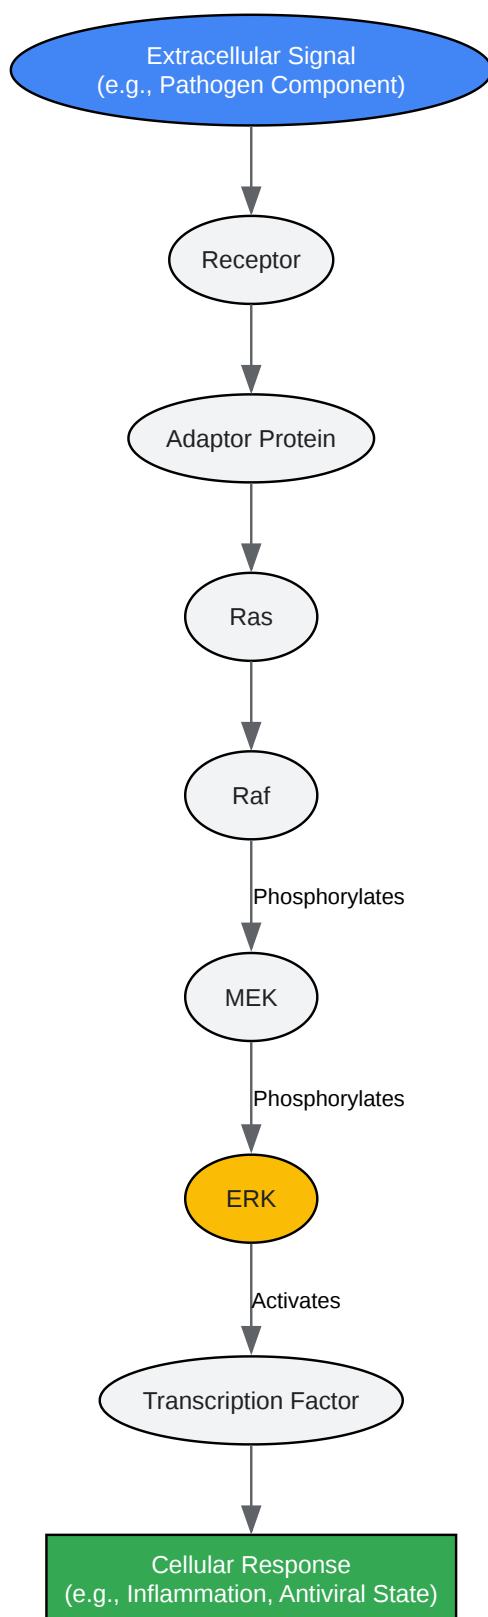 Extracellular Signal
(e.g., Pathogen Component)
Receptor
Adaptor Protein
Ras
Raf
Phosphorylates
MEK
Phosphorylates
ERK
Activates
Transcription Factor
Cellular Response
(e.g., Inflammation, Antiviral State)